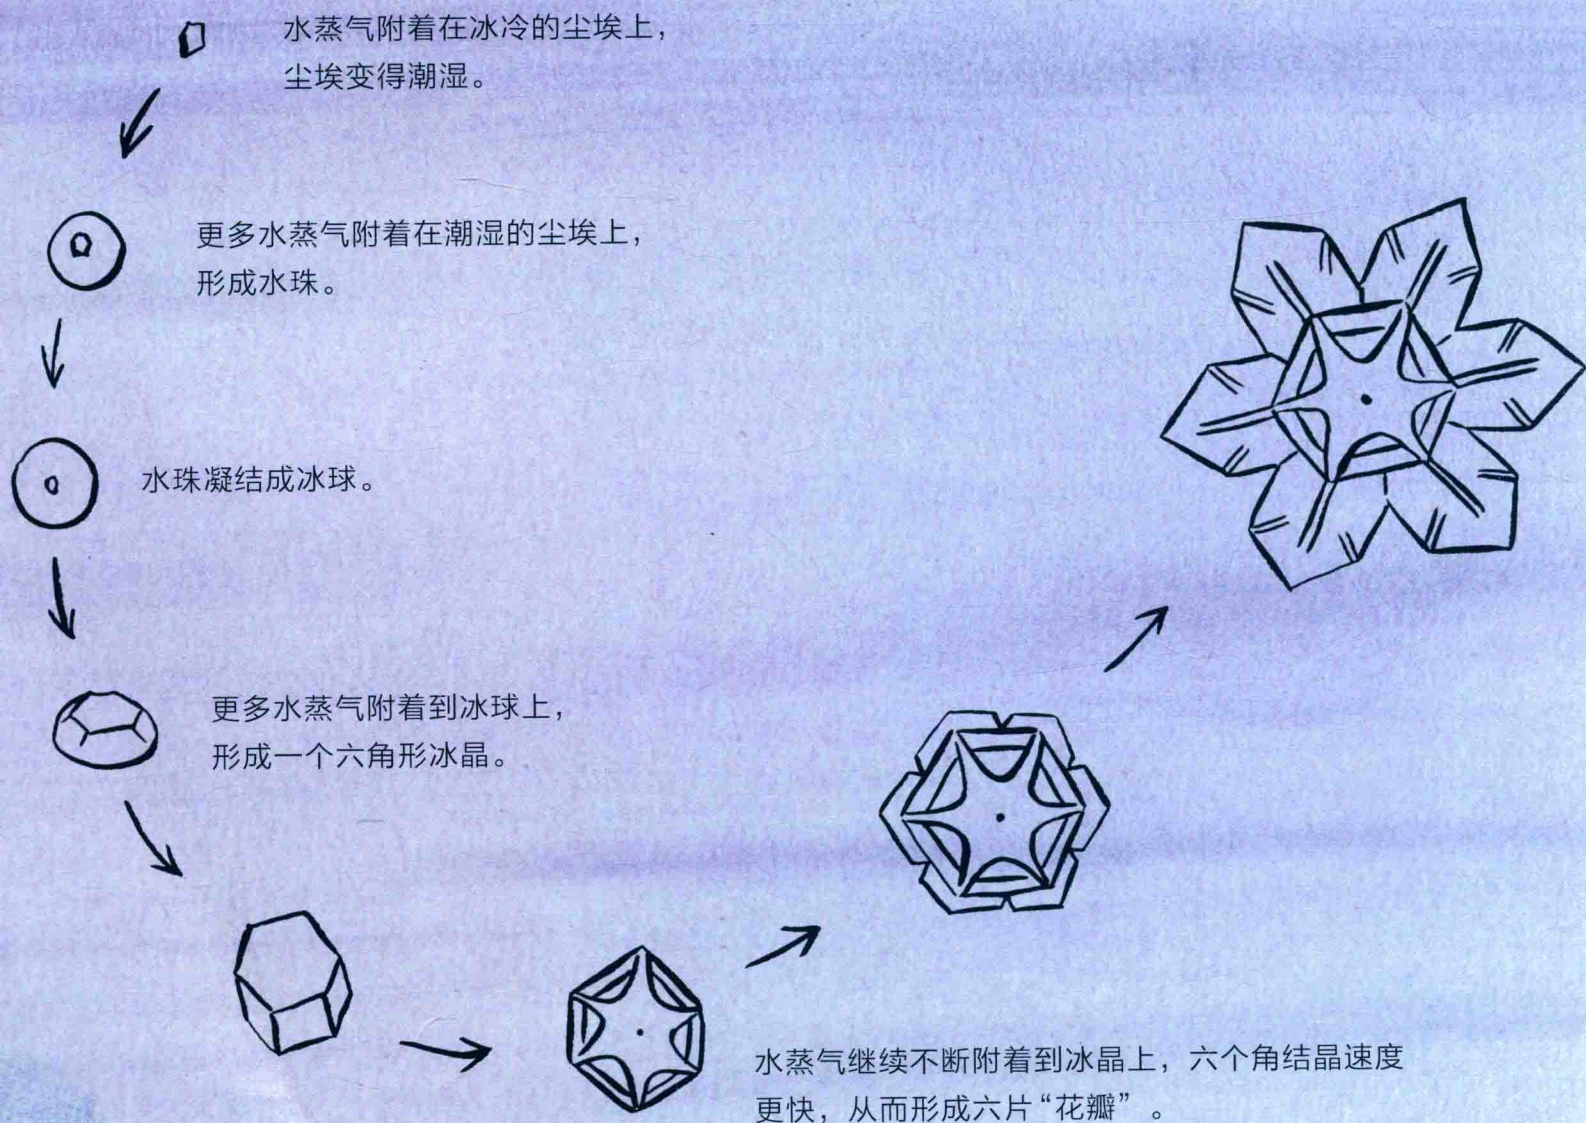 水蒸气附着在冰冷的尘埃上，
尘埃变得潮湿。
更多水蒸气附着在潮湿的尘埃上，
形成水珠。
水珠凝结成冰球。
更多水蒸气附着到冰球上，
形成一个六角形冰晶。
水蒸气继续不断附着到冰晶上，六个角结晶速度
更快，从而形成六片“花瓣”。